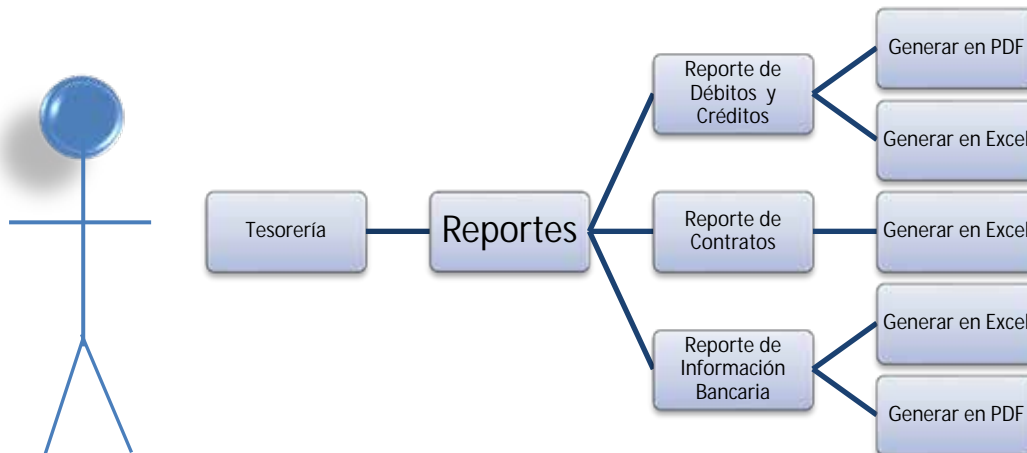 Tesorería
Reportes
Reporte de
Débitos y
Créditos
Generar en PDF
Generar en Excel
Reporte de
Contratos
Generar en Excel
Reporte de
Información
Bancaria
Generar en Excel
Generar en PDF